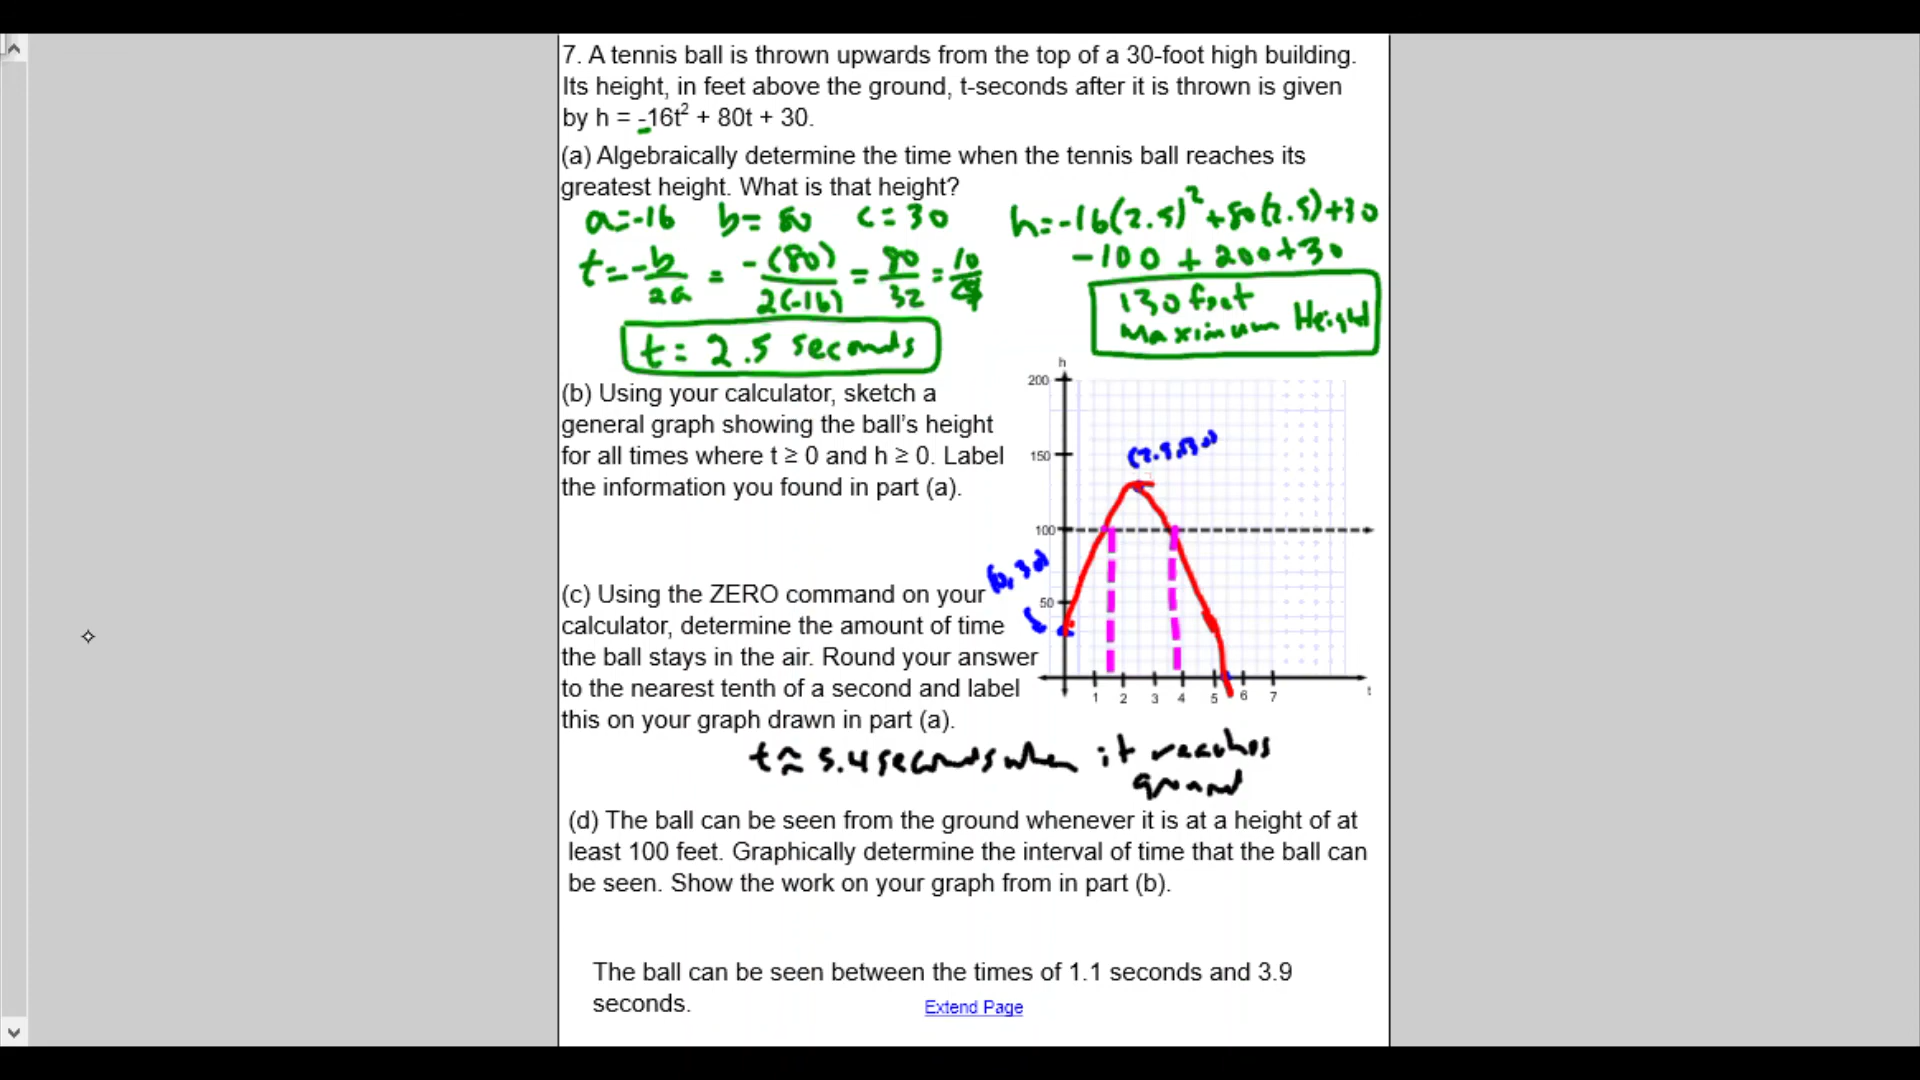 7. A tennis ball is thrown upwards from the top of a 30-foot high building.
Its height, in feet above the ground, t-seconds after it is thrown is given
by h = -16t² + 80t + 30.
(a) Algebraically determine the time when the tennis ball reaches its
greatest height. What is that height?
a=-16 b= 80 c= 30
t= -b/2a = -(80)/2(-16) = 80/32 = 10/4
t= 2.5 seconds
h=-16(2.5)²+80(2.5)+30
-100 + 200+30
130 feet
Maximum Height
(b) Using your calculator, sketch a
general graph showing the ball’s height
for all times where t ≥ 0 and h ≥ 0. Label
the information you found in part (a).
h
200
150
100
50
1 2 3 4 5 6 7
t
(2.5,130)
(0,30)
(c) Using the ZERO command on your
calculator, determine the amount of time
the ball stays in the air. Round your answer
to the nearest tenth of a second and label
this on your graph drawn in part (a).
t≈ 5.4 seconds when it reaches
ground
(d) The ball can be seen from the ground whenever it is at a height of at
least 100 feet. Graphically determine the interval of time that the ball can
be seen. Show the work on your graph from in part (b).
The ball can be seen between the times of 1.1 seconds and 3.9
seconds.
Extend Page